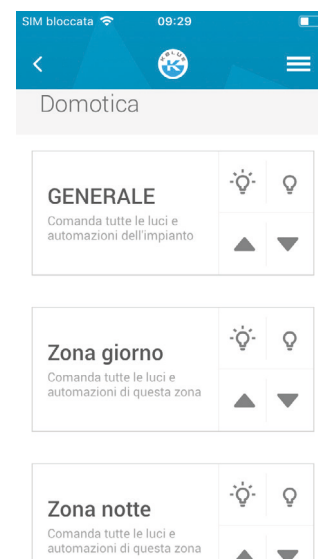 SIM bloccata 09:29
KBLUE
Domotica
GENERALE
Comanda tutte le luci e
automazioni dell'impianto
Zona giorno
Comanda tutte le luci e
automazioni di questa zona
Zona notte
Comanda tutte le luci e
automazioni di questa zona